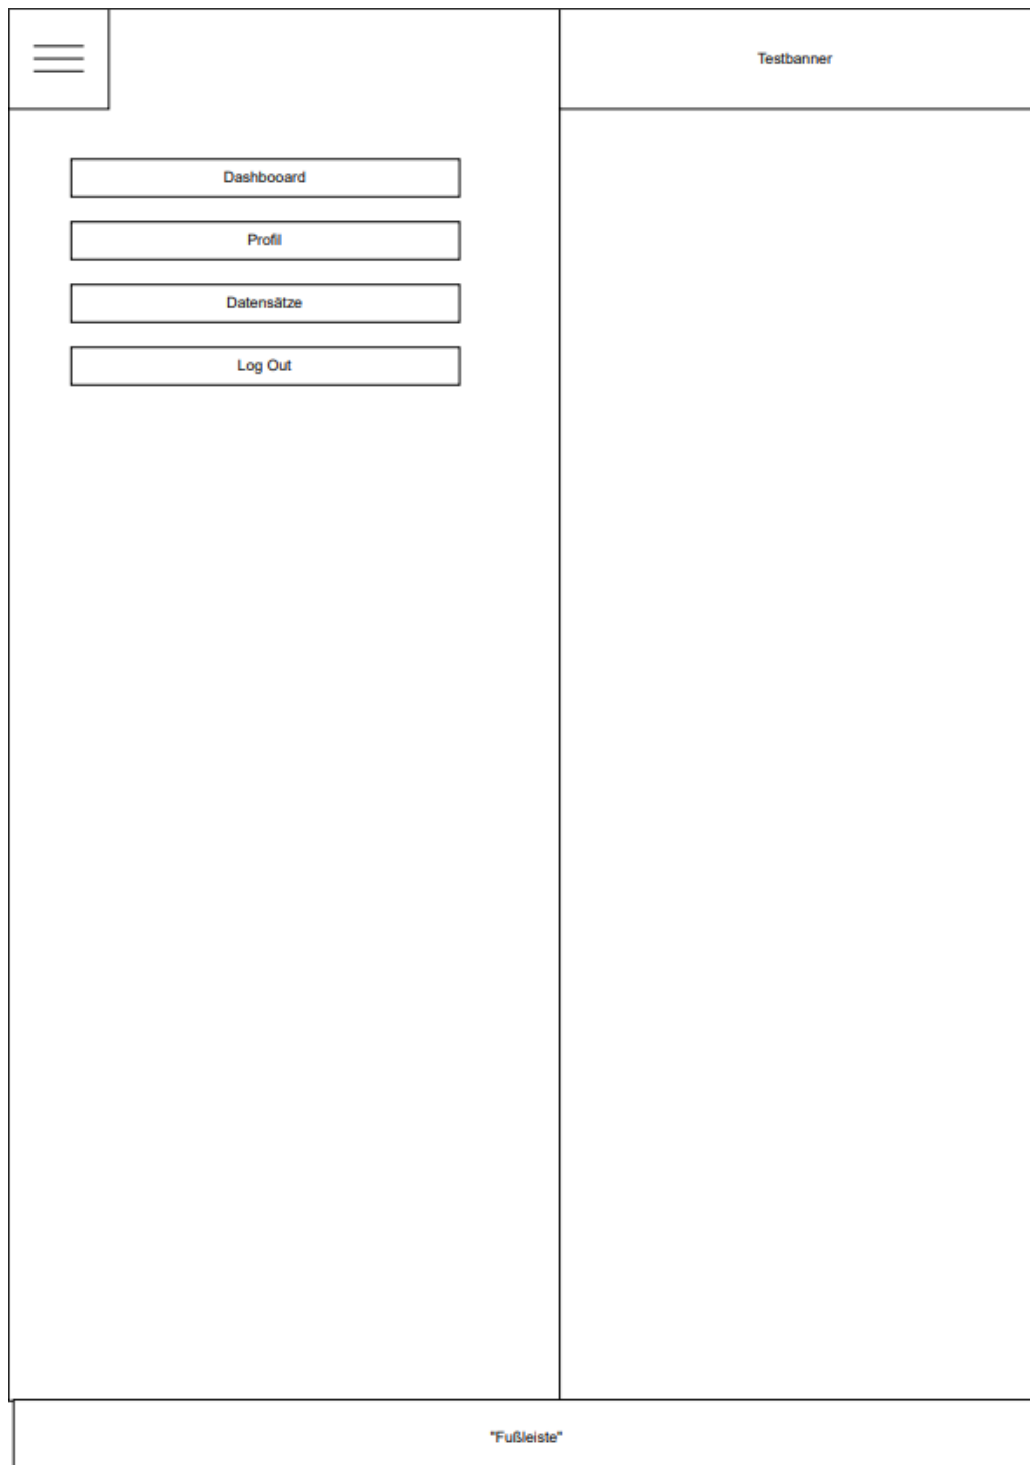 Testbanner
Dashbooard
Profil
Datensätze
Log Out
"Fußleiste"